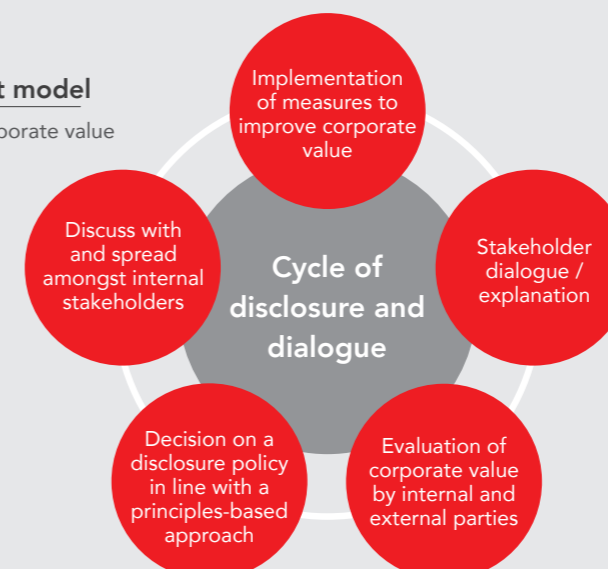 t model
porate value
Implementation
of measures to
improve corporate
value
Stakeholder
dialogue /
explanation
Evaluation of
corporate value
by internal and
external parties
Decision on a
disclosure policy
in line with a
principles-based
approach
Discuss with
and spread
amongst internal
stakeholders
Cycle of
disclosure and
dialogue